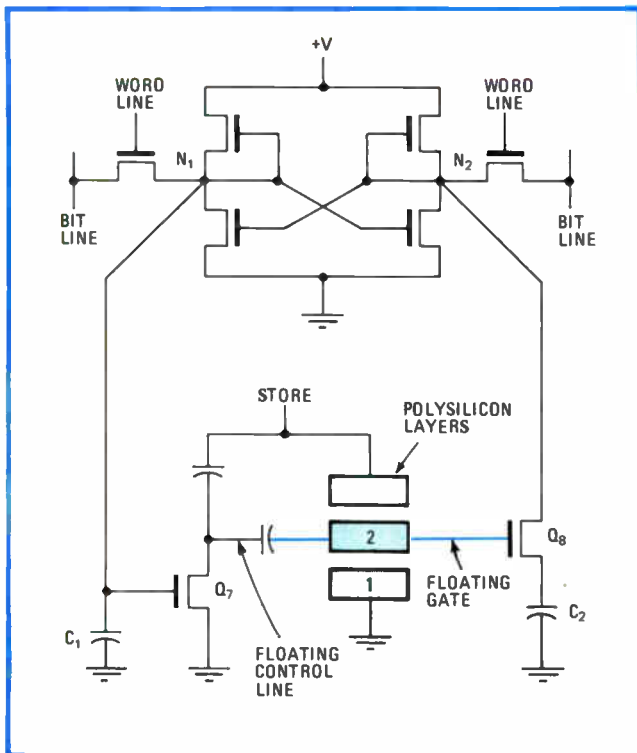 +V
WORD
LINE
WORD
LINE
N₁
N₂
BIT
LINE
BIT
LINE
STORE
POLYSILICON
LAYERS
2
Q₈
1
FLOATING
GATE
Q₇
C₁
C₂
FLOATING
CONTROL
LINE